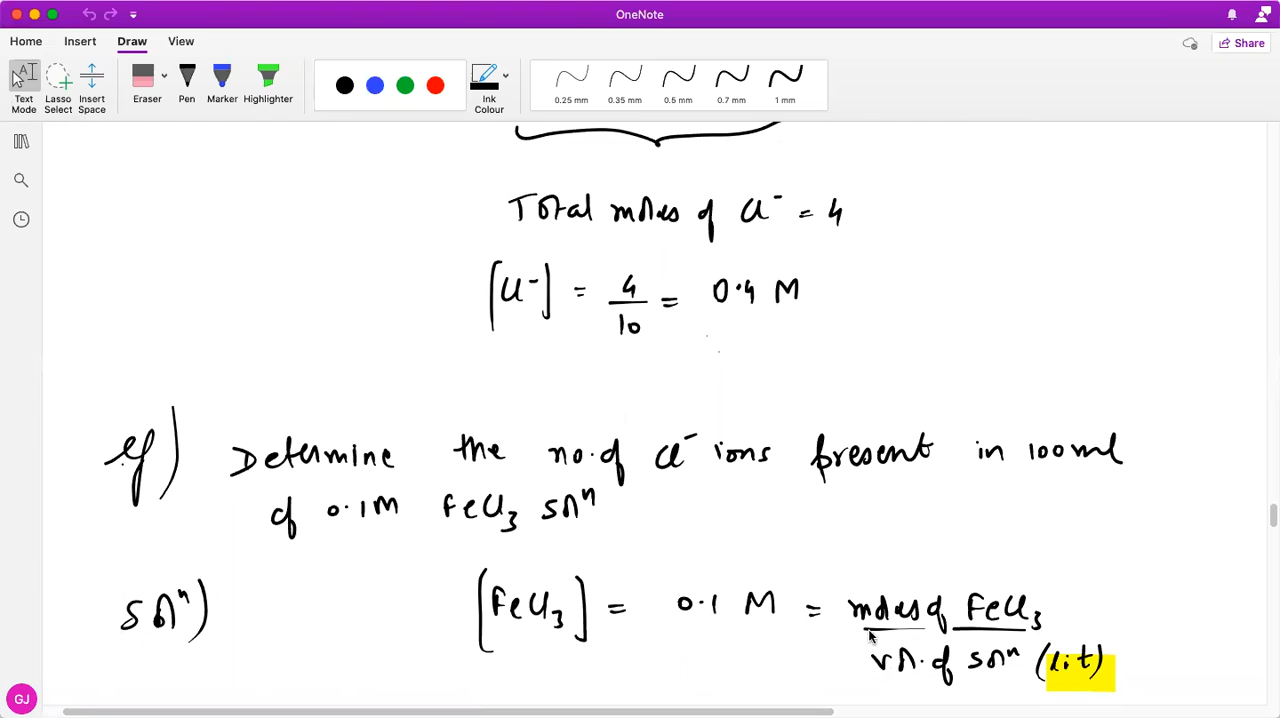 OneNote
Home Insert Draw View
Share
Text Mode
Lasso Select
Insert Space
Eraser
Pen
Marker
Highlighter
Ink Colour
0.25 mm 0.35 mm 0.5 mm 0.7 mm 1 mm
Total moles of Cl⁻ = 4
[Cl⁻] = 4/10 = 0.4 M
eg) Determine the no. of Cl⁻ ions present in 100ml
of 0.1M FeCl₃ solⁿ
solⁿ) [FeCl₃] = 0.1 M = moles of FeCl₃
vol. of solⁿ (lit)
GJ